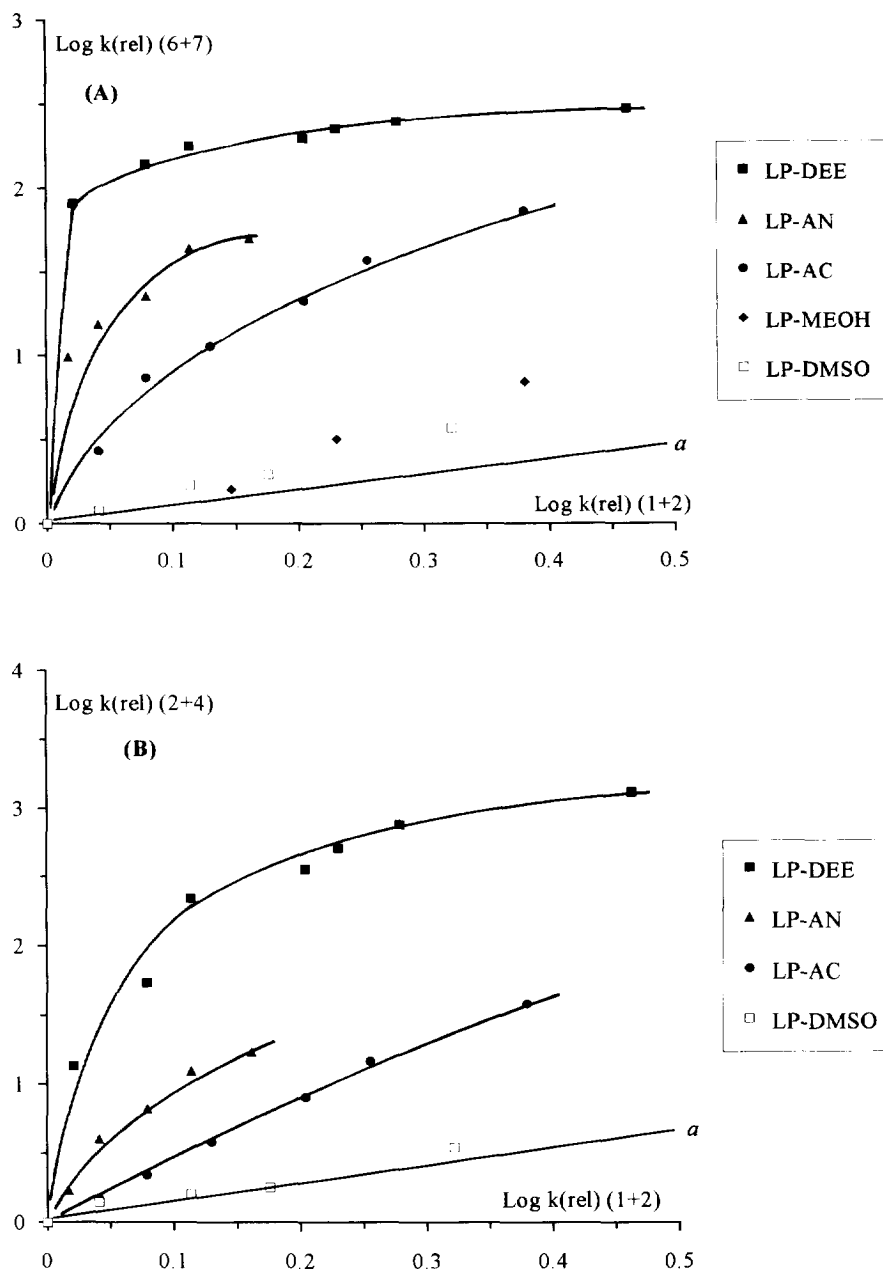 3
Log k(rel) (6+7)
(A)
2
1
0
a
Log k(rel) (1+2)
0 0.1 0.2 0.3 0.4 0.5
LP-DEE
LP-AN
LP-AC
LP-MEOH
LP-DMSO
4
Log k(rel) (2+4)
(B)
3
2
1
0
a
Log k(rel) (1+2)
0 0.1 0.2 0.3 0.4 0.5
LP-DEE
LP-AN
LP-AC
LP-DMSO